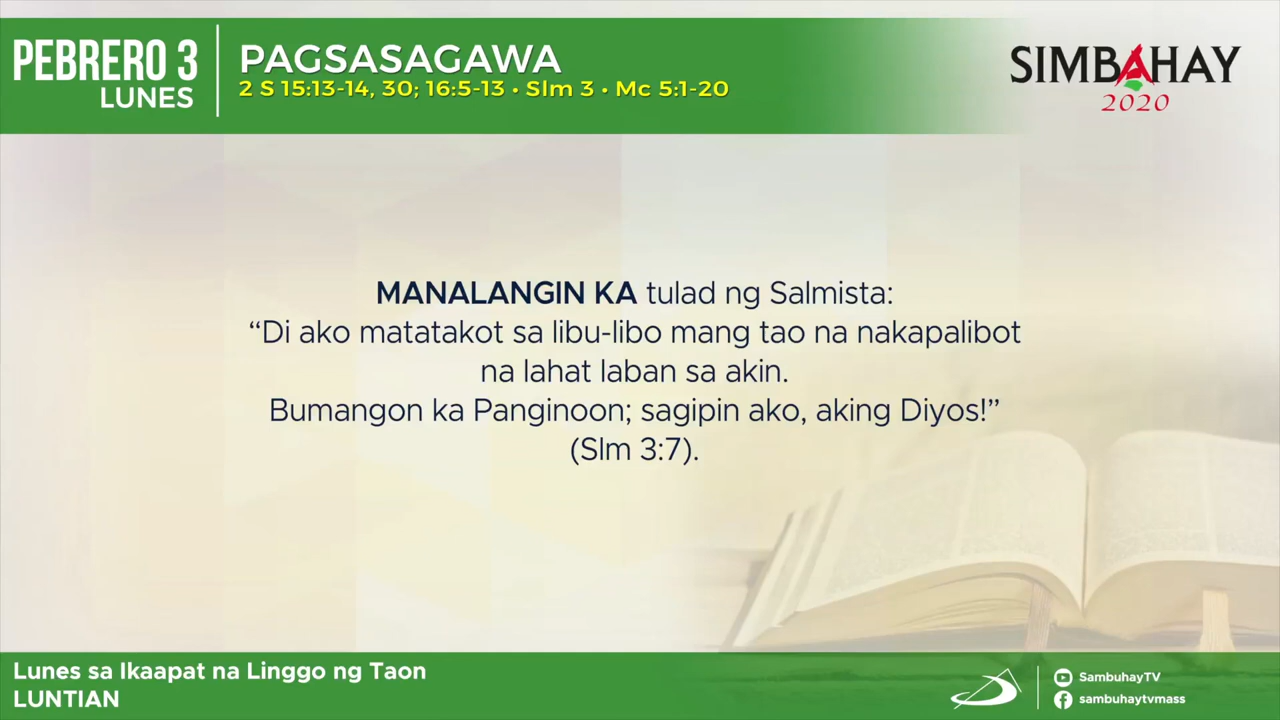 PEBRERO 3
LUNES
PAGSASAGAWA
2 S 15:13-14, 30; 16:5-13 • Slm 3 • Mc 5:1-20
SIMBAHAY
2020
MANALANGIN KA tulad ng Salmista:
“Di ako matatakot sa libu-libo mang tao na nakapalibot
na lahat laban sa akin.
Bumangon ka Panginoon; sagipin ako, aking Diyos!”
(Slm 3:7).
Lunes sa Ikaapat na Linggo ng Taon
LUNTIAN
SambuhayTV
sambuhaytvmass